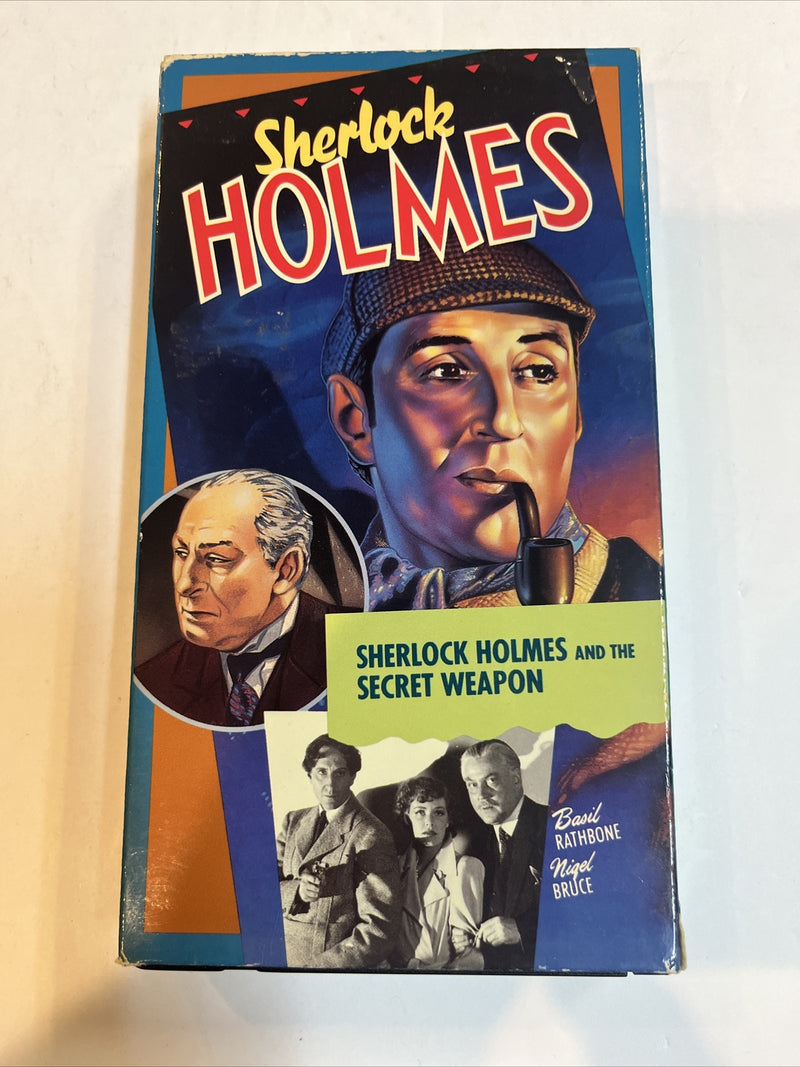 Sherlock
HOLMES
SHERLOCK HOLMES AND THE
SECRET WEAPON
Basil
RATHBONE
Nigel
BRUCE